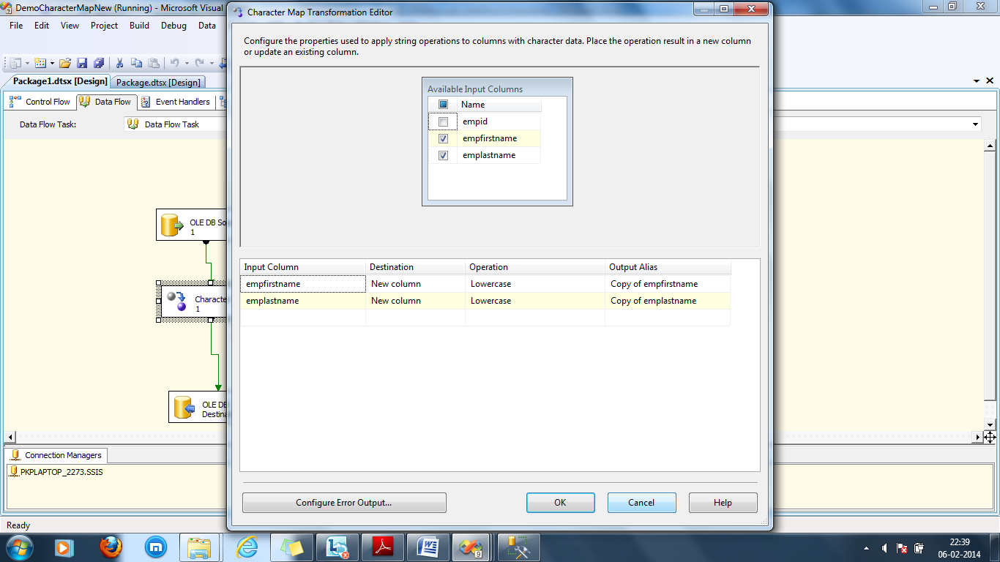 DemoCharacterMapNew (Running) - Microsoft Visual
File Edit View Project Build Debug Data
Package1.dtsx [Design] Package.dtsx [Design]
Control Flow Data Flow Event Handlers
Data Flow Task: Data Flow Task
OLE DB So
1
Characte
1
OLE DB
Destina
Connection Managers
PKPLAPTOP_2273.SSIS
Ready
Character Map Transformation Editor
Configure the properties used to apply string operations to columns with character data. Place the operation result in a new column
or update an existing column.
Available Input Columns
Name
empid
empfirstname
emplastname
Input Column Destination Operation Output Alias
empfirstname New column Lowercase Copy of empfirstname
emplastname New column Lowercase Copy of emplastname
Configure Error Output... OK Cancel Help
9
22:39
06-02-2014